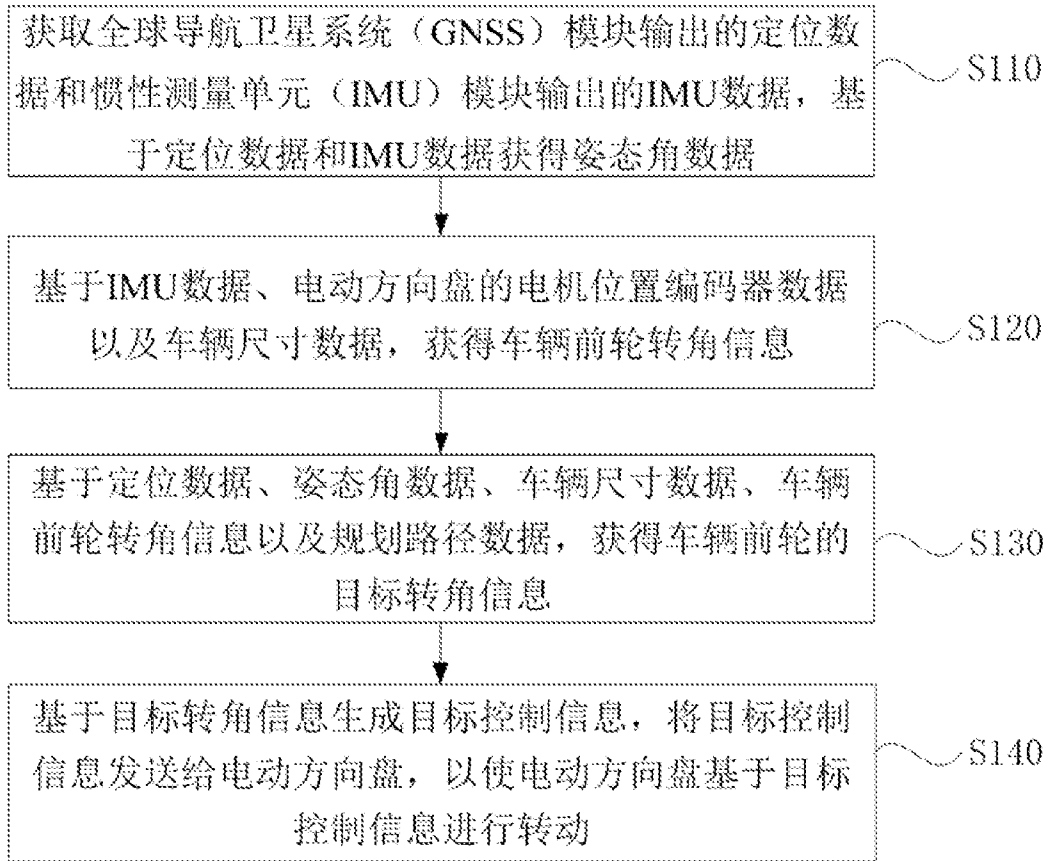 获取全球导航卫星系统（GNSS）模块输出的定位数
据和惯性测量单元（IMU）模块输出的IMU数据，基
于定位数据和IMU数据获得姿态角数据
S110
基于IMU数据、电动方向盘的电机位置编码器数据
以及车辆尺寸数据，获得车辆前轮转角信息
S120
基于定位数据、姿态角数据、车辆尺寸数据、车辆
前轮转角信息以及规划路径数据，获得车辆前轮的
目标转角信息
S130
基于目标转角信息生成目标控制信息，将目标控制
信息发送给电动方向盘，以使电动方向盘基于目标
控制信息进行转动
S140